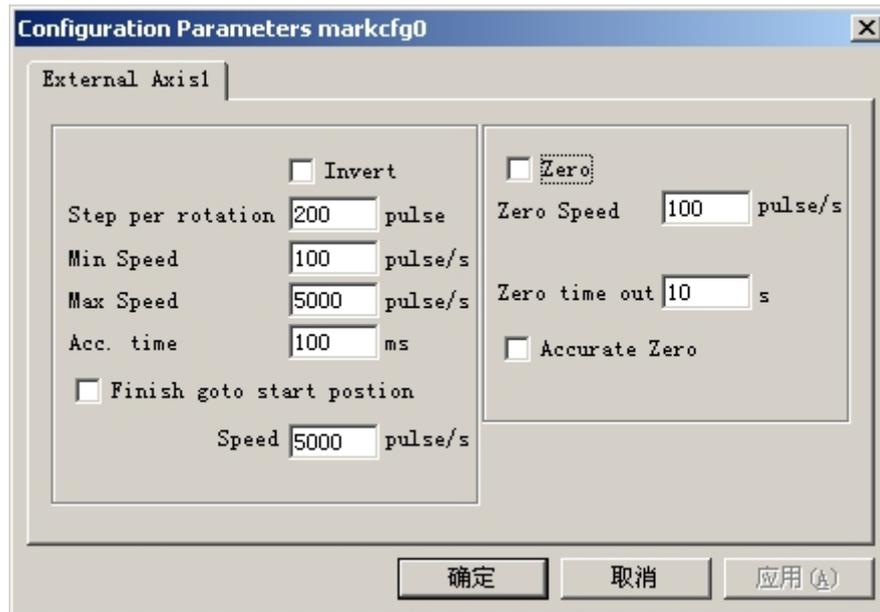 Configuration Parameters markcfg0
External Axis1
Invert
Step per rotation 200 pulse
Min Speed 100 pulse/s
Max Speed 5000 pulse/s
Acc. time 100 ms
Finish goto start postion
Speed 5000 pulse/s
Zero
Zero Speed 100 pulse/s
Zero time out 10 s
Accurate Zero
确定 取消 应用(A)